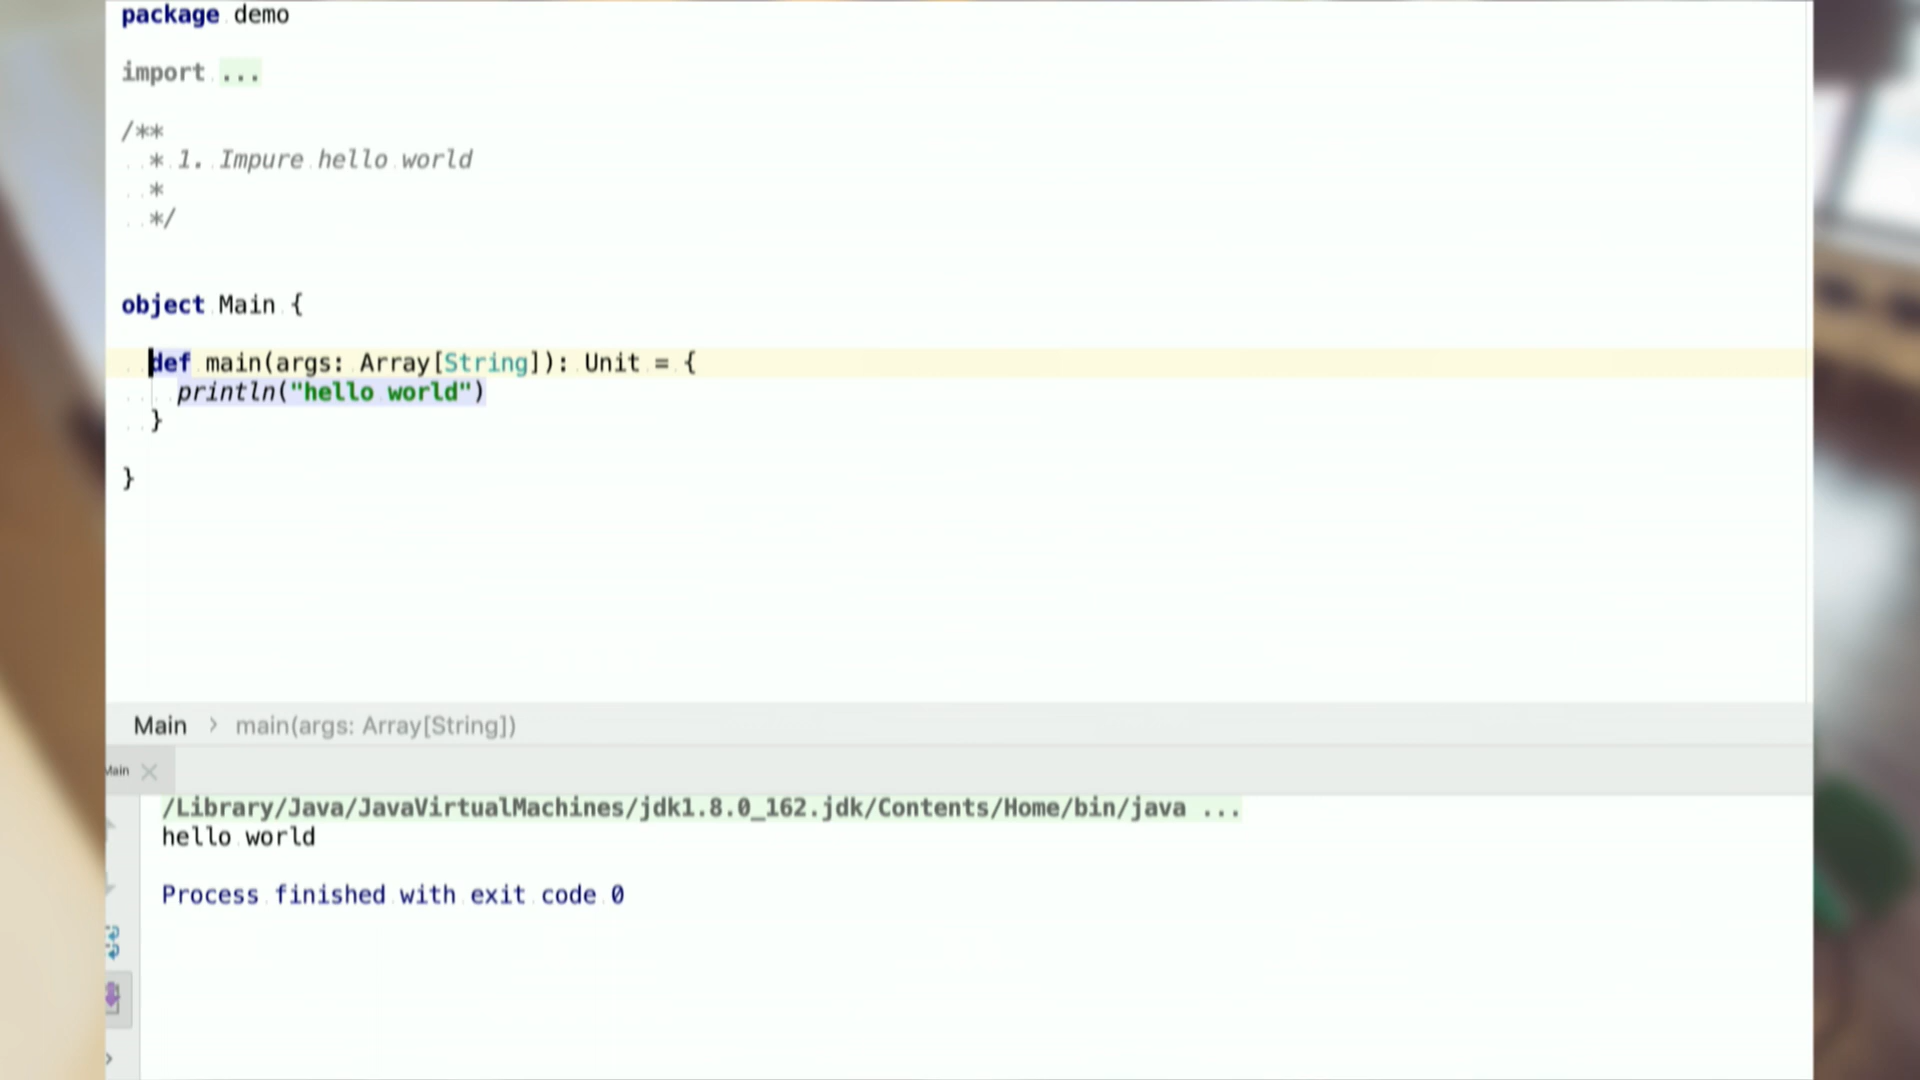 package demo
import ...
/**
* 1. Impure hello world
*
*/
object Main {
def main(args: Array[String]): Unit = {
println("hello world")
}
}
Main > main(args: Array[String])
Main
/Library/Java/JavaVirtualMachines/jdk1.8.0_162.jdk/Contents/Home/bin/java ...
hello world
Process finished with exit code 0